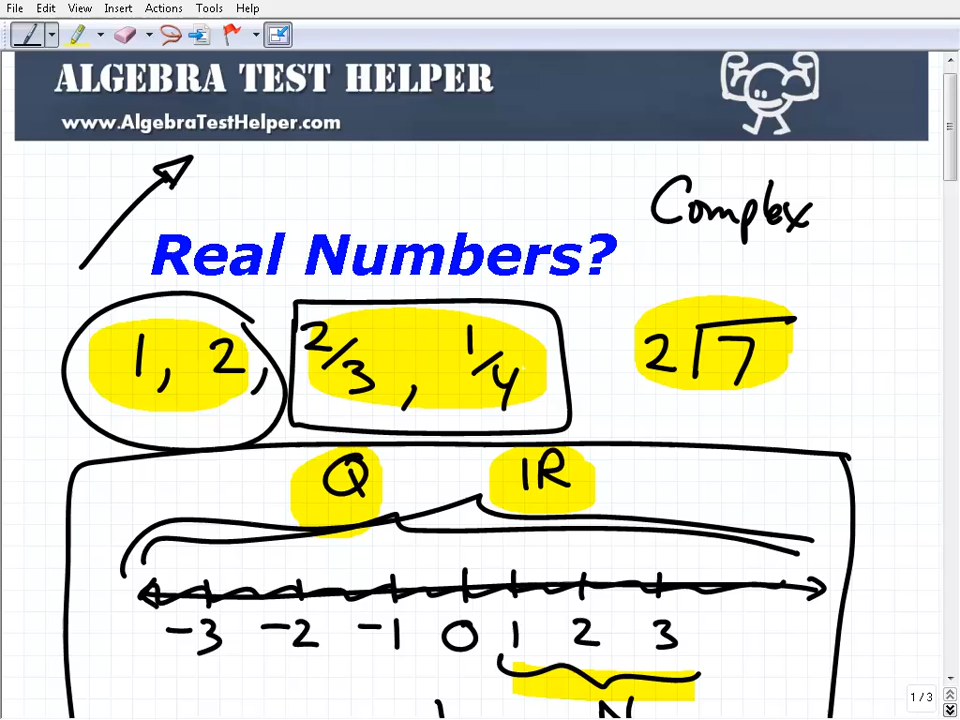 File Edit View Insert Actions Tools Help
ALGEBRA TEST HELPER
www.AlgebraTestHelper.com
Complex
Real Numbers?
1, 2, 2/3, 1/4 2√7
Q IR
-3 -2 -1 0 1 2 3
N
1 / 3